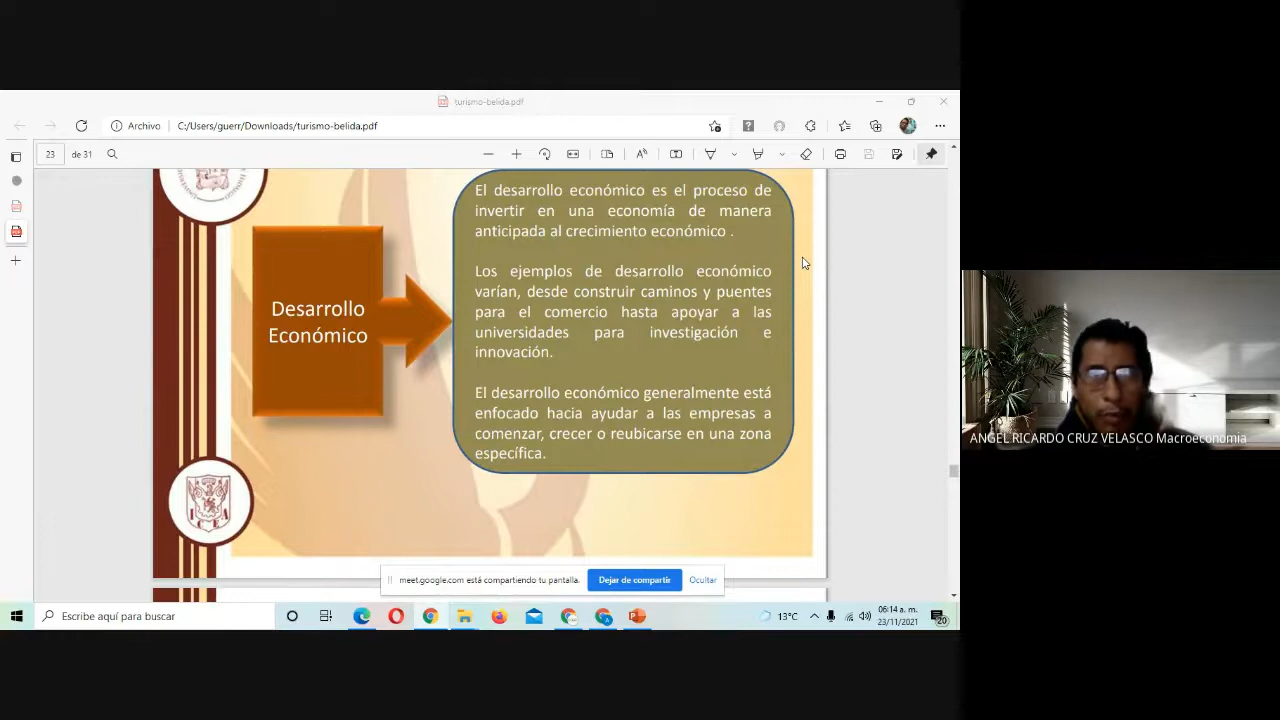 turismo-belida.pdf
Archivo
C:/Users/guerr/Downloads/turismo-belida.pdf
23
de 31
Desarrollo
Económico
El desarrollo económico es el proceso de
invertir en una economía de manera
anticipada al crecimiento económico .
Los ejemplos de desarrollo económico
varían, desde construir caminos y puentes
para el comercio hasta apoyar a las
universidades para investigación e
innovación.
El desarrollo económico generalmente está
enfocado hacia ayudar a las empresas a
comenzar, crecer o reubicarse en una zona
específica.
ICEA
ANGEL RICARDO CRUZ VELASCO Macroeconomia
meet.google.com está compartiendo tu pantalla.
Dejar de compartir
Ocultar
Escribe aquí para buscar
13°C
06:14 a. m.
23/11/2021
20